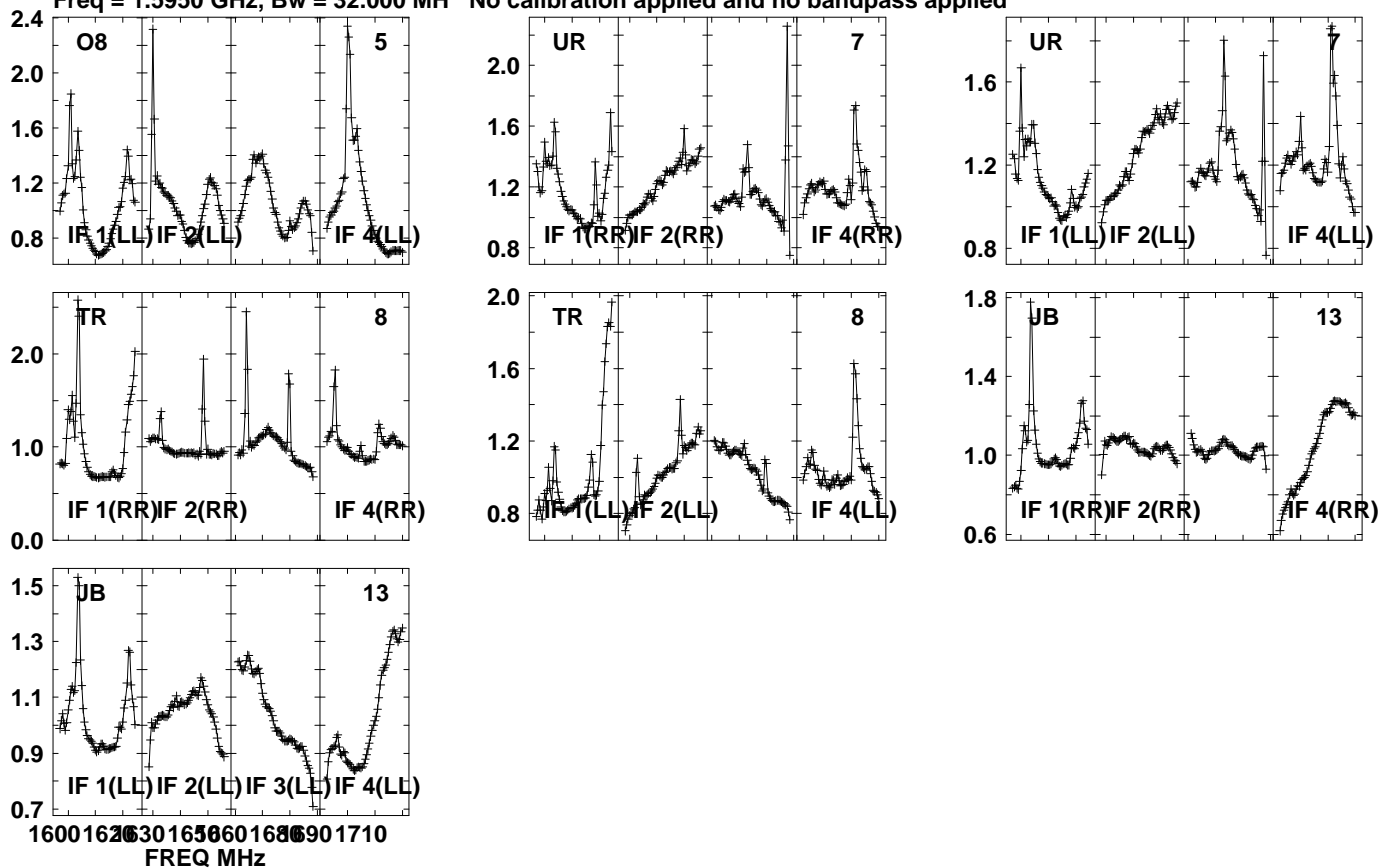 Freq = 1.5950 GHz, Bw = 32.000 MH No calibration applied and no bandpass applied
2.4 2.0 1.6 1.2 0.8
O8 5
IF 1(LL) IF 2(LL) IF 4(LL)
2.0 1.6 1.2 0.8
UR 7
IF 1(RR) IF 2(RR) IF 4(RR)
1.6 1.2 0.8
UR 7
IF 1(LL) IF 2(LL) IF 4(LL)
2.0 1.0 0.0
TR 8
IF 1(RR) IF 2(RR) IF 4(RR)
2.0 1.6 1.2 0.8
TR 8
IF 1(LL) IF 2(LL) IF 4(LL)
1.8 1.4 1.0 0.6
JB 13
IF 1(RR) IF 2(RR) IF 4(RR)
1.5 1.3 1.1 0.9 0.7
JB 13
IF 1(LL) IF 2(LL) IF 3(LL) IF 4(LL)
1600 1620 1630 1650 1660 1680 1690 1710
FREQ MHz